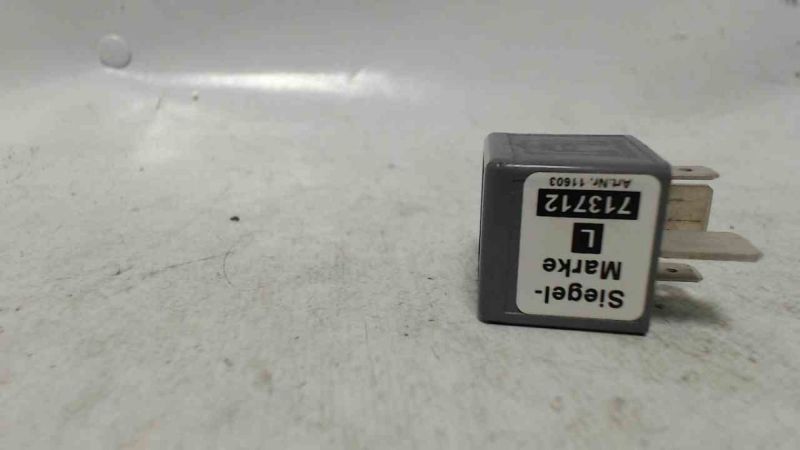 Siegel-
Marke
L
713712
Art.Nr. 11603